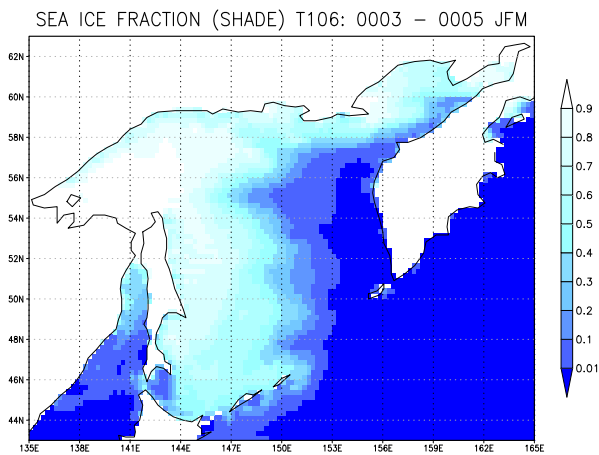 SEA ICE FRACTION (SHADE) T106: 0003 – 0005 JFM
62N
60N
58N
56N
54N
52N
50N
48N
46N
44N
135E 138E 141E 144E 147E 150E 153E 156E 159E 162E 165E
0.9
0.8
0.7
0.6
0.5
0.4
0.3
0.2
0.1
0.01